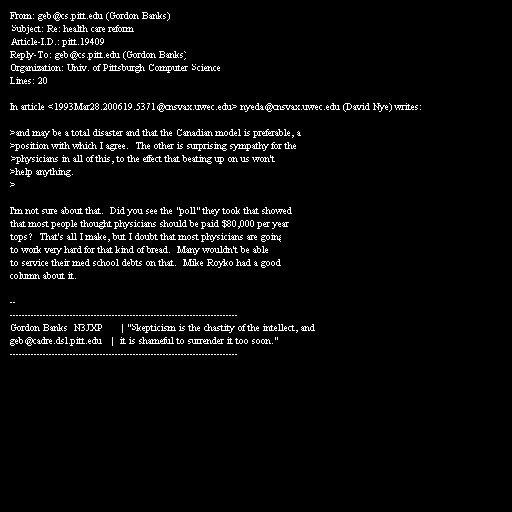 From: geb@cs.pitt.edu (Gordon Banks)
Subject: Re: health care reform
Article-I.D.: pitt.19409
Reply-To: geb@cs.pitt.edu (Gordon Banks)
Organization: Univ. of Pittsburgh Computer Science
Lines: 20

In article <1993Mar28.200619.5371@cnsvax.uwec.edu> nyeda@cnsvax.uwec.edu (David Nye) writes:

>and may be a total disaster and that the Canadian model is preferable, a
>position with which I agree.  The other is surprising sympathy for the
>physicians in all of this, to the effect that beating up on us won't
>help anything.
>

I'm not sure about that.  Did you see the "poll" they took that showed
that most people thought physicians should be paid $80,000 per year
tops?  That's all I make, but I doubt that most physicians are going
to work very hard for that kind of bread.  Many wouldn't be able
to service their med school debts on that.  Mike Royko had a good
column about it.

--
----------------------------------------------------------------------------
Gordon Banks  N3JXP      | "Skepticism is the chastity of the intellect, and
geb@cadre.dsl.pitt.edu   |  it is shameful to surrender it too soon."
----------------------------------------------------------------------------